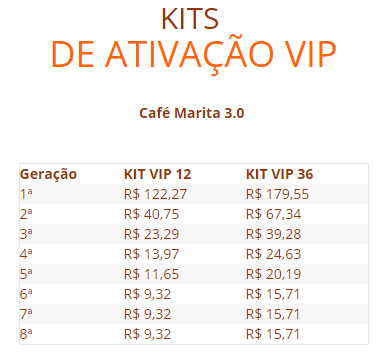 KITS
DE ATIVAÇÃO VIP
Café Marita 3.0
Geração KIT VIP 12 KIT VIP 36
1ª R$ 122,27 R$ 179,55
2ª R$ 40,75 R$ 67,34
3ª R$ 23,29 R$ 39,28
4ª R$ 13,97 R$ 24,63
5ª R$ 11,65 R$ 20,19
6ª R$ 9,32 R$ 15,71
7ª R$ 9,32 R$ 15,71
8ª R$ 9,32 R$ 15,71